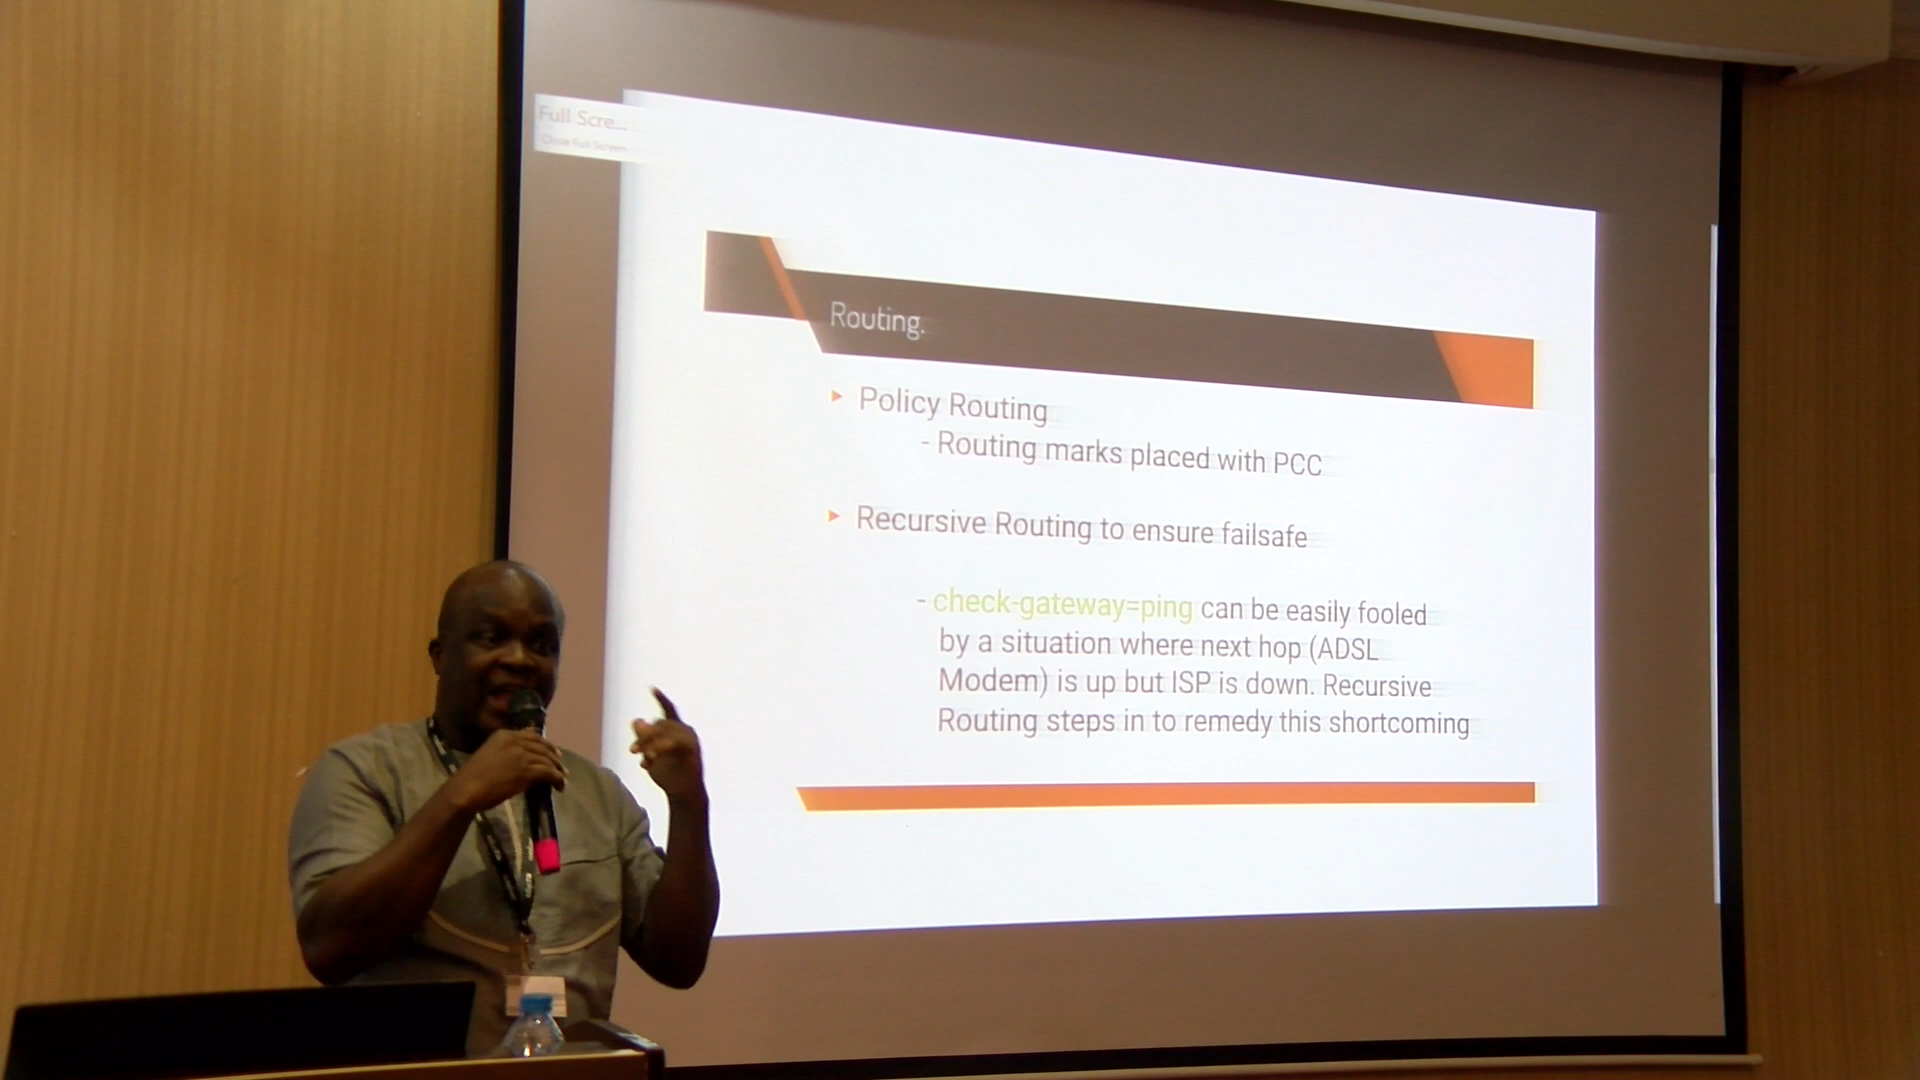 Full Scre...
Close Full Screen
Routing.
Policy Routing
- Routing marks placed with PCC
Recursive Routing to ensure failsafe
- check-gateway=ping can be easily fooled
by a situation where next hop (ADSL
Modem) is up but ISP is down. Recursive
Routing steps in to remedy this shortcoming